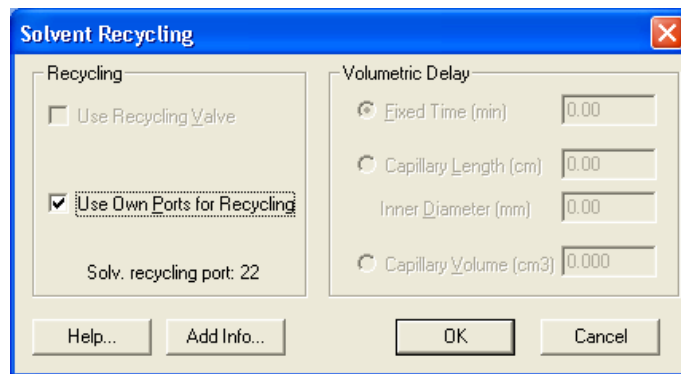 Solvent Recycling
Recycling
Use Recycling Valve
Use Own Ports for Recycling
Solv. recycling port: 22
Volumetric Delay
Fixed Time (min) 0.00
Capillary Length (cm) 0.00
Inner Diameter (mm) 0.00
Capillary Volume (cm3) 0.000
Help... Add Info... OK Cancel